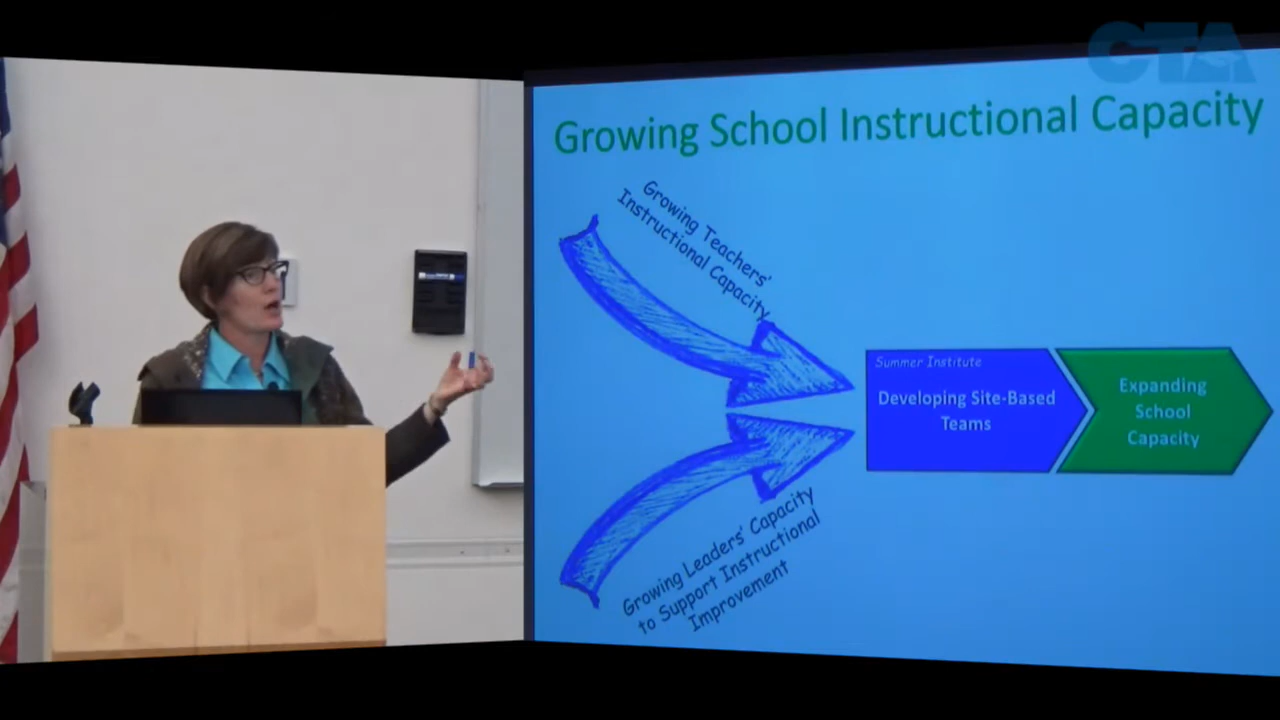 CTA
Growing School Instructional Capacity
Growing Teachers'
Instructional Capacity
Summer Institute
Developing Site-Based
Teams
Expanding
School
Capacity
Growing Leaders' Capacity
to Support Instructional
Improvement